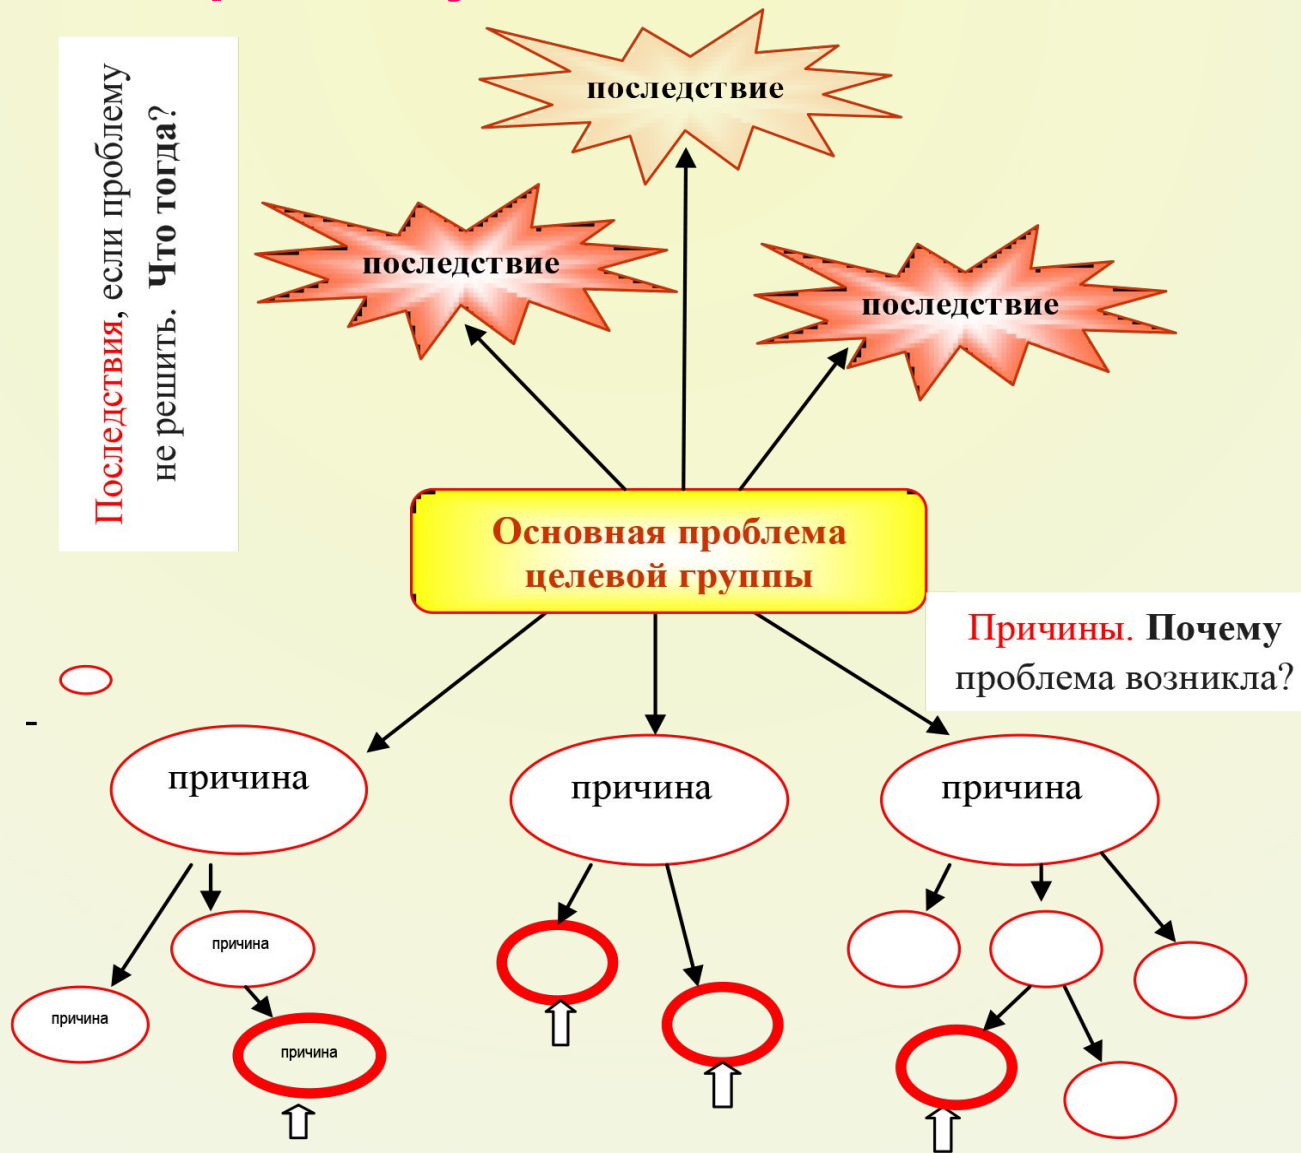 последствие
Последствия, если проблему
не решить. Что тогда?
последствие
последствие
Основная проблема
целевой группы
Причины. Почему
проблема возникла?
-
причина
причина
причина
причина
причина
причина